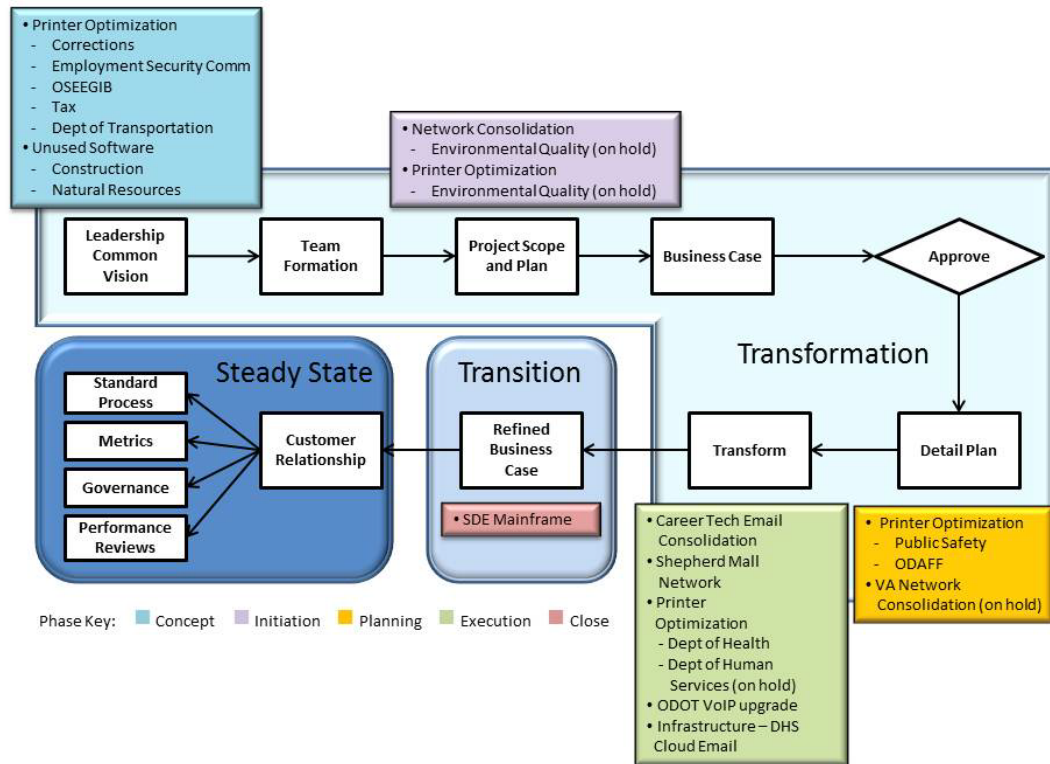 • Printer Optimization
- Corrections
- Employment Security Comm
- OSEEGIB
- Tax
- Dept of Transportation
• Unused Software
- Construction
- Natural Resources
• Network Consolidation
- Environmental Quality (on hold)
• Printer Optimization
- Environmental Quality (on hold)
Leadership
Common
Vision
Team
Formation
Project Scope
and Plan
Business Case
Approve
Transformation
Steady State
Transition
Standard
Process
Metrics
Governance
Performance
Reviews
Customer
Relationship
Refined
Business
Case
Transform
Detail Plan
• SDE Mainframe
• Career Tech Email
Consolidation
• Shepherd Mall
Network
• Printer
Optimization
- Dept of Health
- Dept of Human
Services (on hold)
• ODOT VoIP upgrade
• Infrastructure – DHS
Cloud Email
• Printer Optimization
- Public Safety
- ODAFF
• VA Network
Consolidation (on hold)
Phase Key: Concept Initiation Planning Execution Close